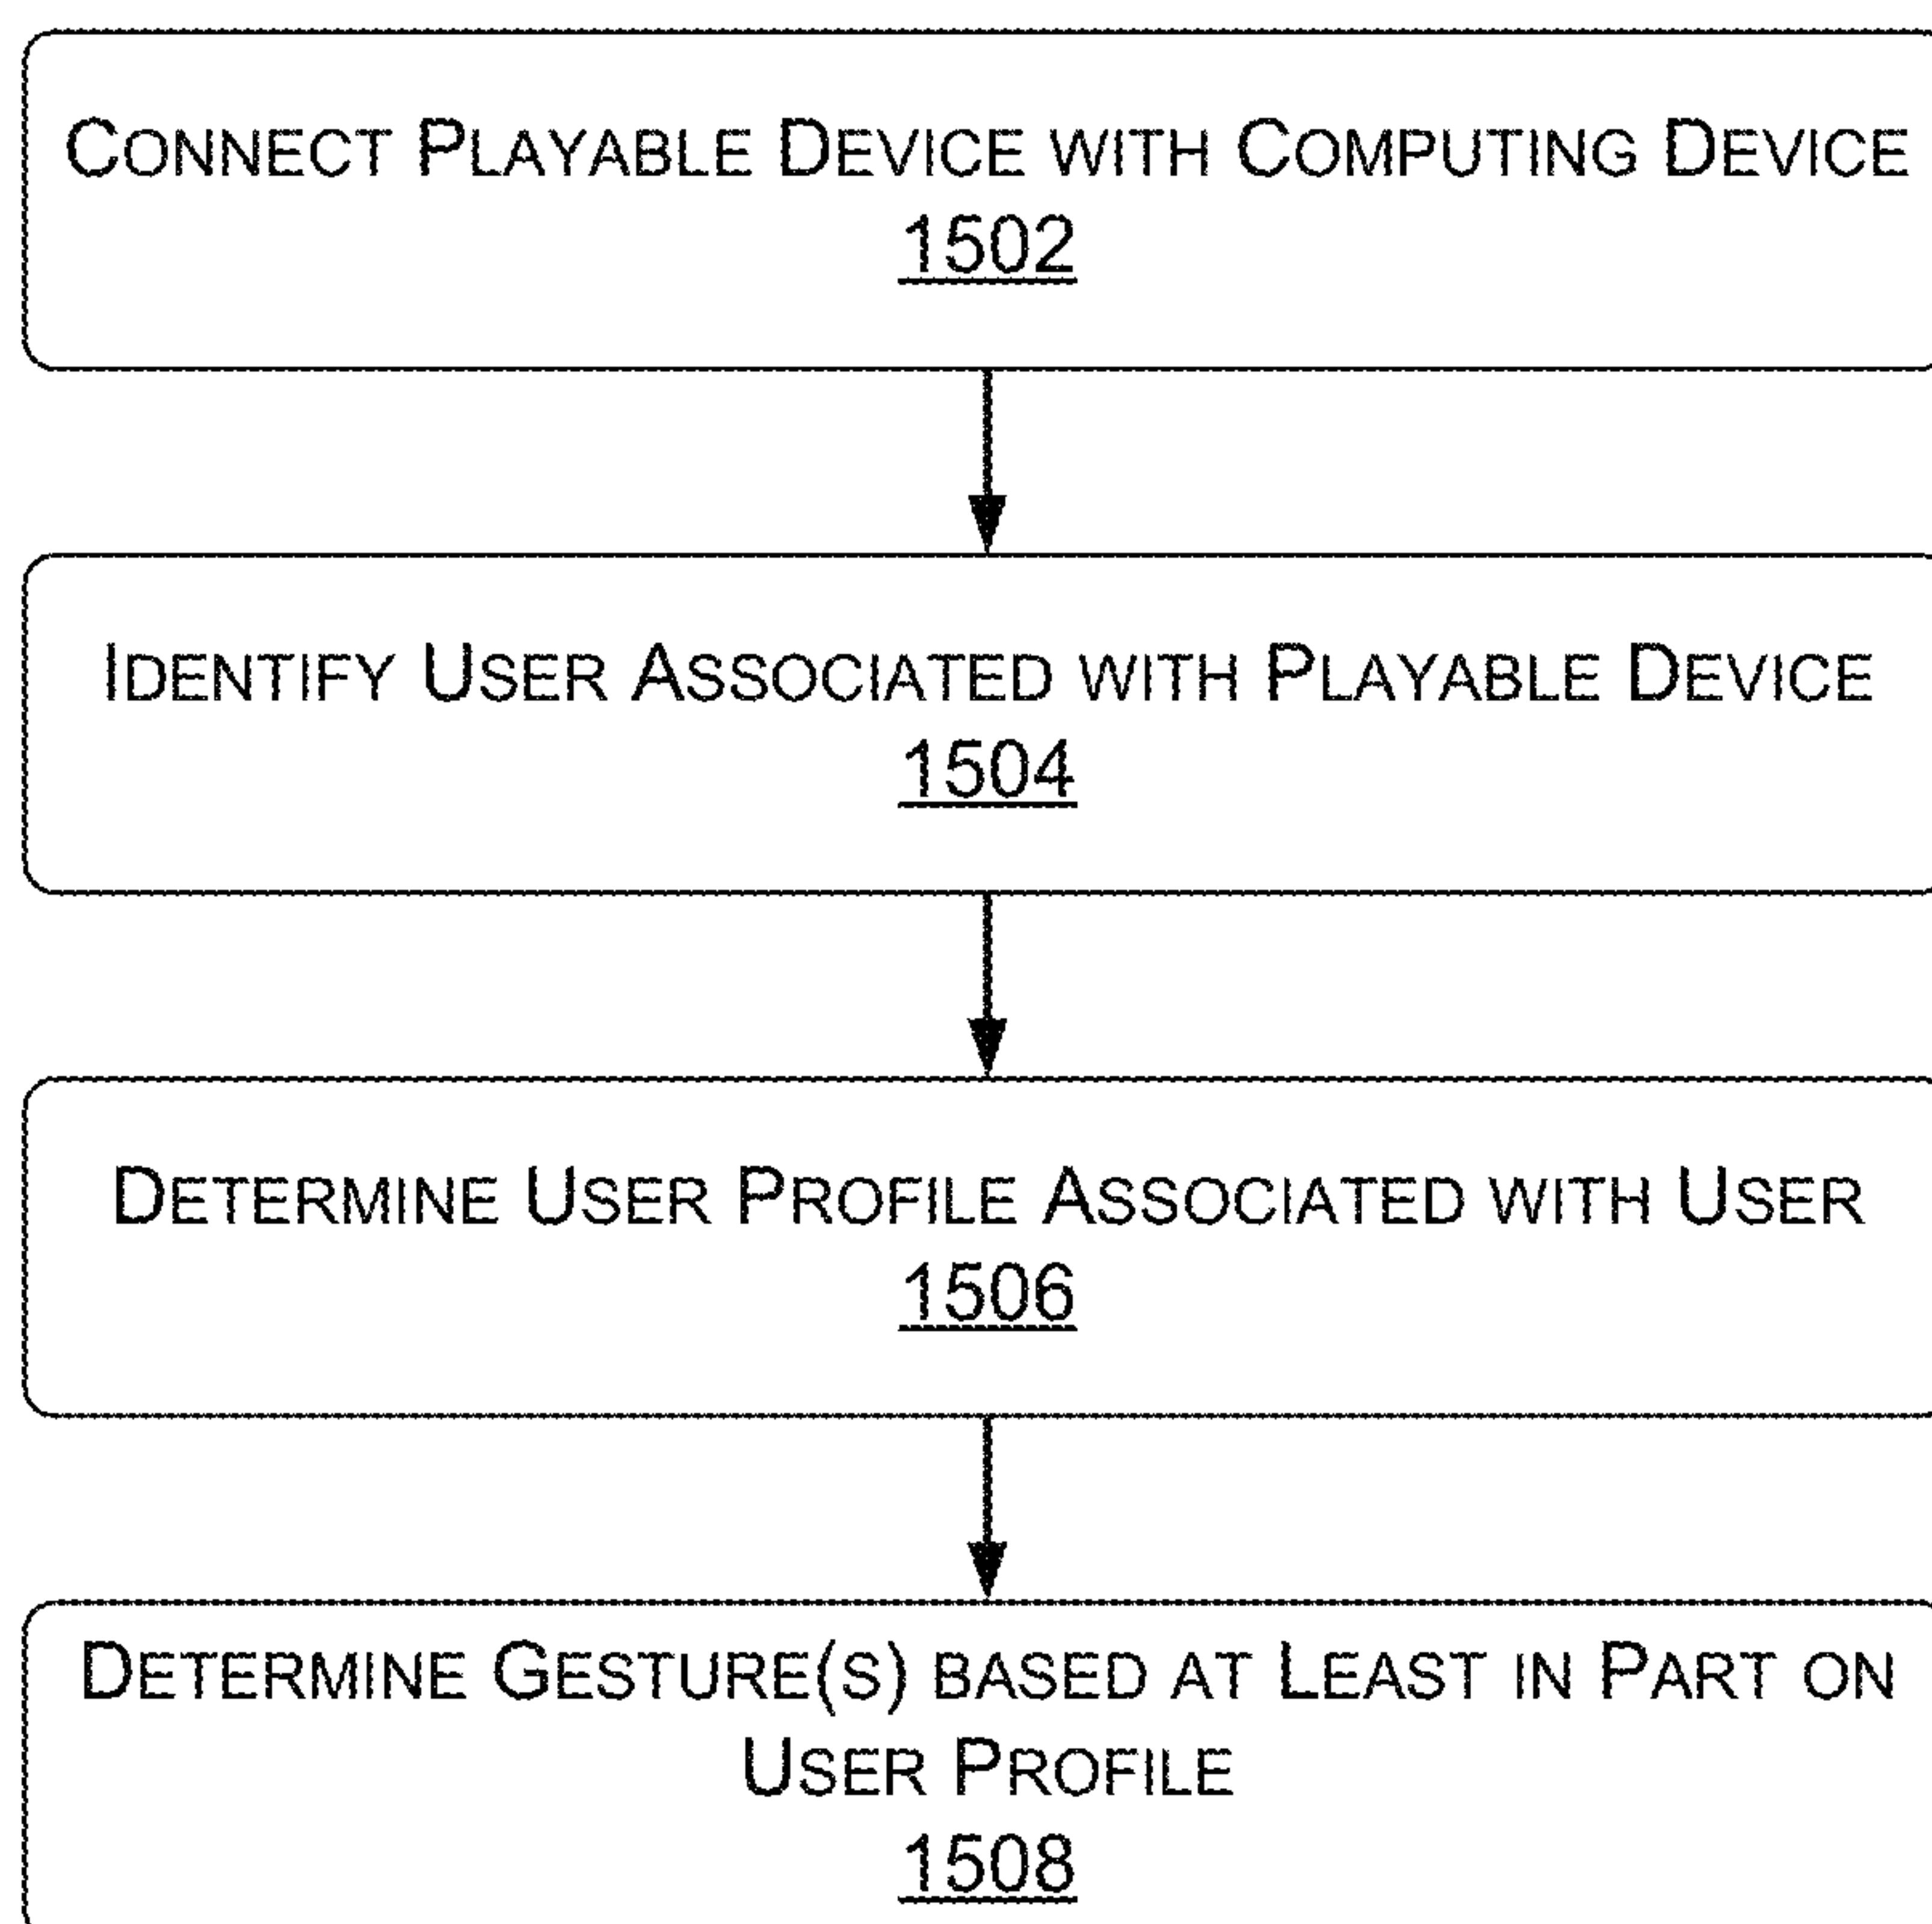 Connect Playable Device with Computing Device
1502
Identify User Associated with Playable Device
1504
Determine User Profile Associated with User
1506
Determine Gesture(s) based at Least in Part on
User Profile
1508